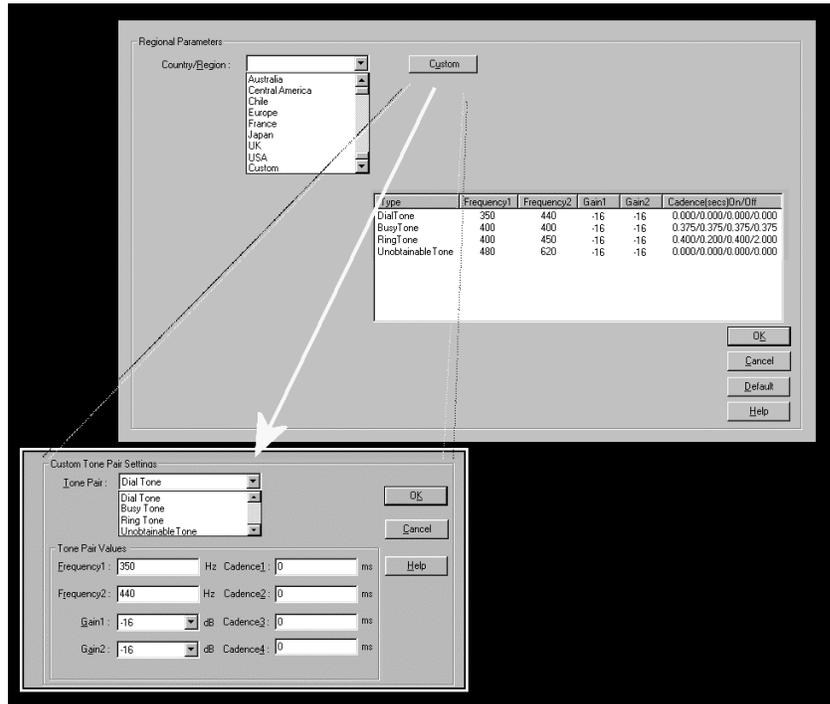 Regional Parameters
Country/Region :
Custom
Australia
Central America
Chile
Europe
France
Japan
UK
USA
Custom
Type Frequency1 Frequency2 Gain1 Gain2 Cadence(secs)On/Off
DialTone 350 440 -16 -16 0.000/0.000/0.000/0.000
BusyTone 400 400 -16 -16 0.375/0.375/0.375/0.375
RingTone 400 450 -16 -16 0.400/0.200/0.400/2.000
UnobtainableTone 480 620 -16 -16 0.000/0.000/0.000/0.000
OK
Cancel
Default
Help
Custom Tone Pair Settings
Tone Pair : Dial Tone
Dial Tone
Busy Tone
Ring Tone
UnobtainableTone
OK
Cancel
Help
Tone Pair Values
Frequency1 : 350 Hz Cadence1 : 0 ms
Frequency2 : 440 Hz Cadence2 : 0 ms
Gain1 : -16 dB Cadence3 : 0 ms
Gain2 : -16 dB Cadence4 : 0 ms